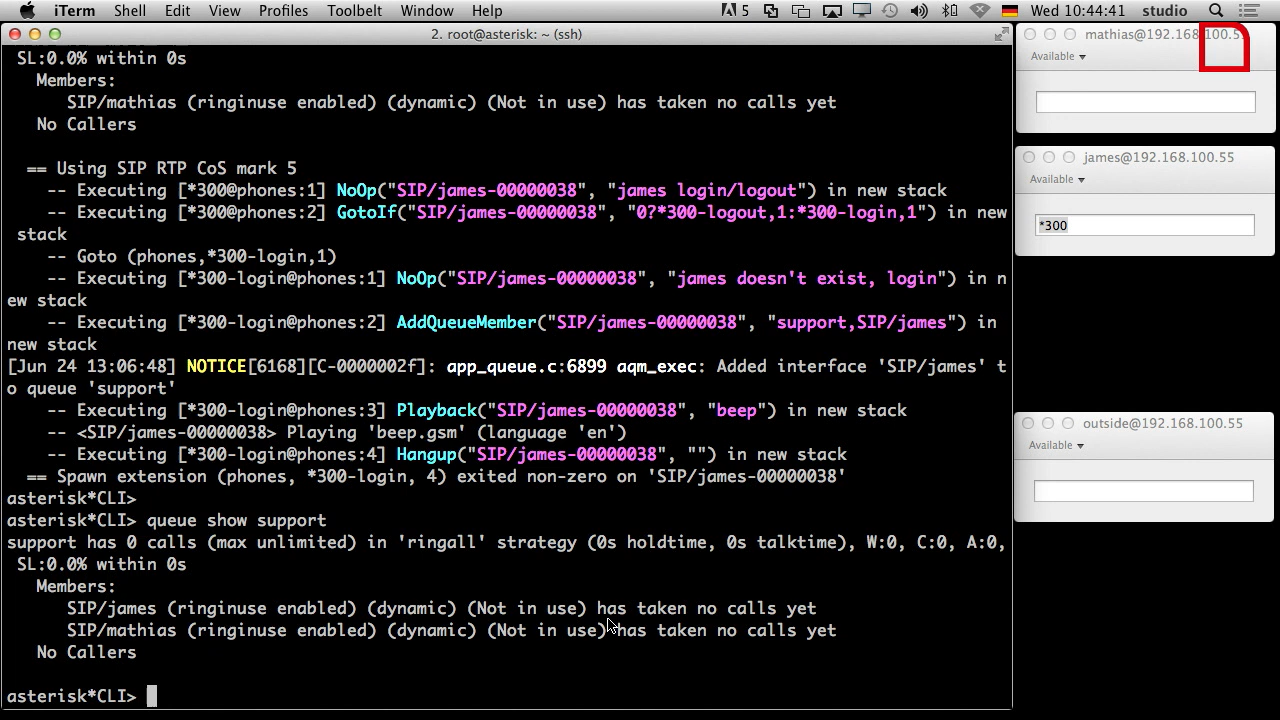 iTerm Shell Edit View Profiles Toolbelt Window Help 5 Wed 10:44:41 studio
2. root@asterisk: ~ (ssh)
SL:0.0% within 0s
Members:
SIP/mathias (ringinuse enabled) (dynamic) (Not in use) has taken no calls yet
No Callers
== Using SIP RTP CoS mark 5
-- Executing [*300@phones:1] NoOp("SIP/james-00000038", "james login/logout") in new stack
-- Executing [*300@phones:2] GotoIf("SIP/james-00000038", "0?*300-logout,1:*300-login,1") in new
stack
-- Goto (phones,*300-login,1)
-- Executing [*300-login@phones:1] NoOp("SIP/james-00000038", "james doesn't exist, login") in n
ew stack
-- Executing [*300-login@phones:2] AddQueueMember("SIP/james-00000038", "support,SIP/james") in
new stack
[Jun 24 13:06:48] NOTICE[6168][C-0000002f]: app_queue.c:6899 aqm_exec: Added interface 'SIP/james' t
o queue 'support'
-- Executing [*300-login@phones:3] Playback("SIP/james-00000038", "beep") in new stack
-- <SIP/james-00000038> Playing 'beep.gsm' (language 'en')
-- Executing [*300-login@phones:4] Hangup("SIP/james-00000038", "") in new stack
== Spawn extension (phones, *300-login, 4) exited non-zero on 'SIP/james-00000038'
asterisk*CLI>
asterisk*CLI> queue show support
support has 0 calls (max unlimited) in 'ringall' strategy (0s holdtime, 0s talktime), W:0, C:0, A:0,
SL:0.0% within 0s
Members:
SIP/james (ringinuse enabled) (dynamic) (Not in use) has taken no calls yet
SIP/mathias (ringinuse enabled) (dynamic) (Not in use) has taken no calls yet
No Callers
asterisk*CLI>
Available
james@192.168.100.55
Available
*300
outside@192.168.100.55
Available